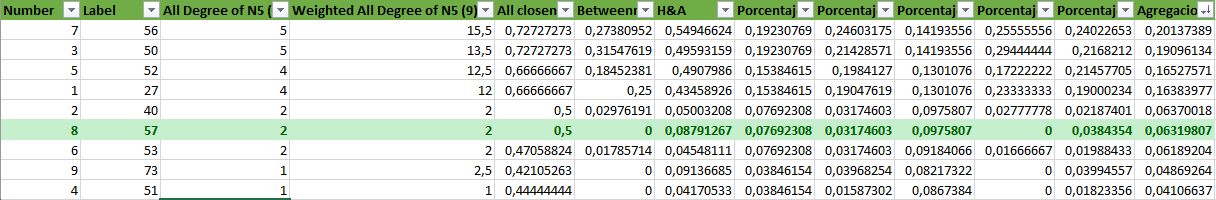 Number Label All Degree of N5 ( Weighted All Degree of N5 (9) All closen Betweenn H&A Porcentaj Porcentaj Porcentaj Porcentaj Porcentaj Agregacio
7 56 5 15,5 0,72727273 0,27380952 0,54946624 0,19230769 0,24603175 0,14193556 0,25555556 0,24022653 0,20137389
3 50 5 13,5 0,72727273 0,31547619 0,49593159 0,19230769 0,21428571 0,14193556 0,29444444 0,2168212 0,19096134
5 52 4 12,5 0,66666667 0,18452381 0,4907986 0,15384615 0,1984127 0,1301076 0,17222222 0,21457705 0,16527571
1 27 4 12 0,66666667 0,25 0,43458926 0,15384615 0,19047619 0,1301076 0,23333333 0,19000234 0,16383977
2 40 2 2 0,5 0,02976191 0,05003208 0,07692308 0,03174603 0,0975807 0,02777778 0,02187401 0,06370018
8 57 2 2 0,5 0 0,08791267 0,07692308 0,03174603 0,0975807 0 0,0384354 0,06319807
6 53 2 2 0,47058824 0,01785714 0,04548111 0,07692308 0,03174603 0,09184066 0,01666667 0,01988433 0,06189204
9 73 1 2,5 0,42105263 0 0,09136685 0,03846154 0,03968254 0,08217322 0 0,03994557 0,04869264
4 51 1 1 0,44444444 0 0,04170533 0,03846154 0,01587302 0,0867384 0 0,01823356 0,04106637